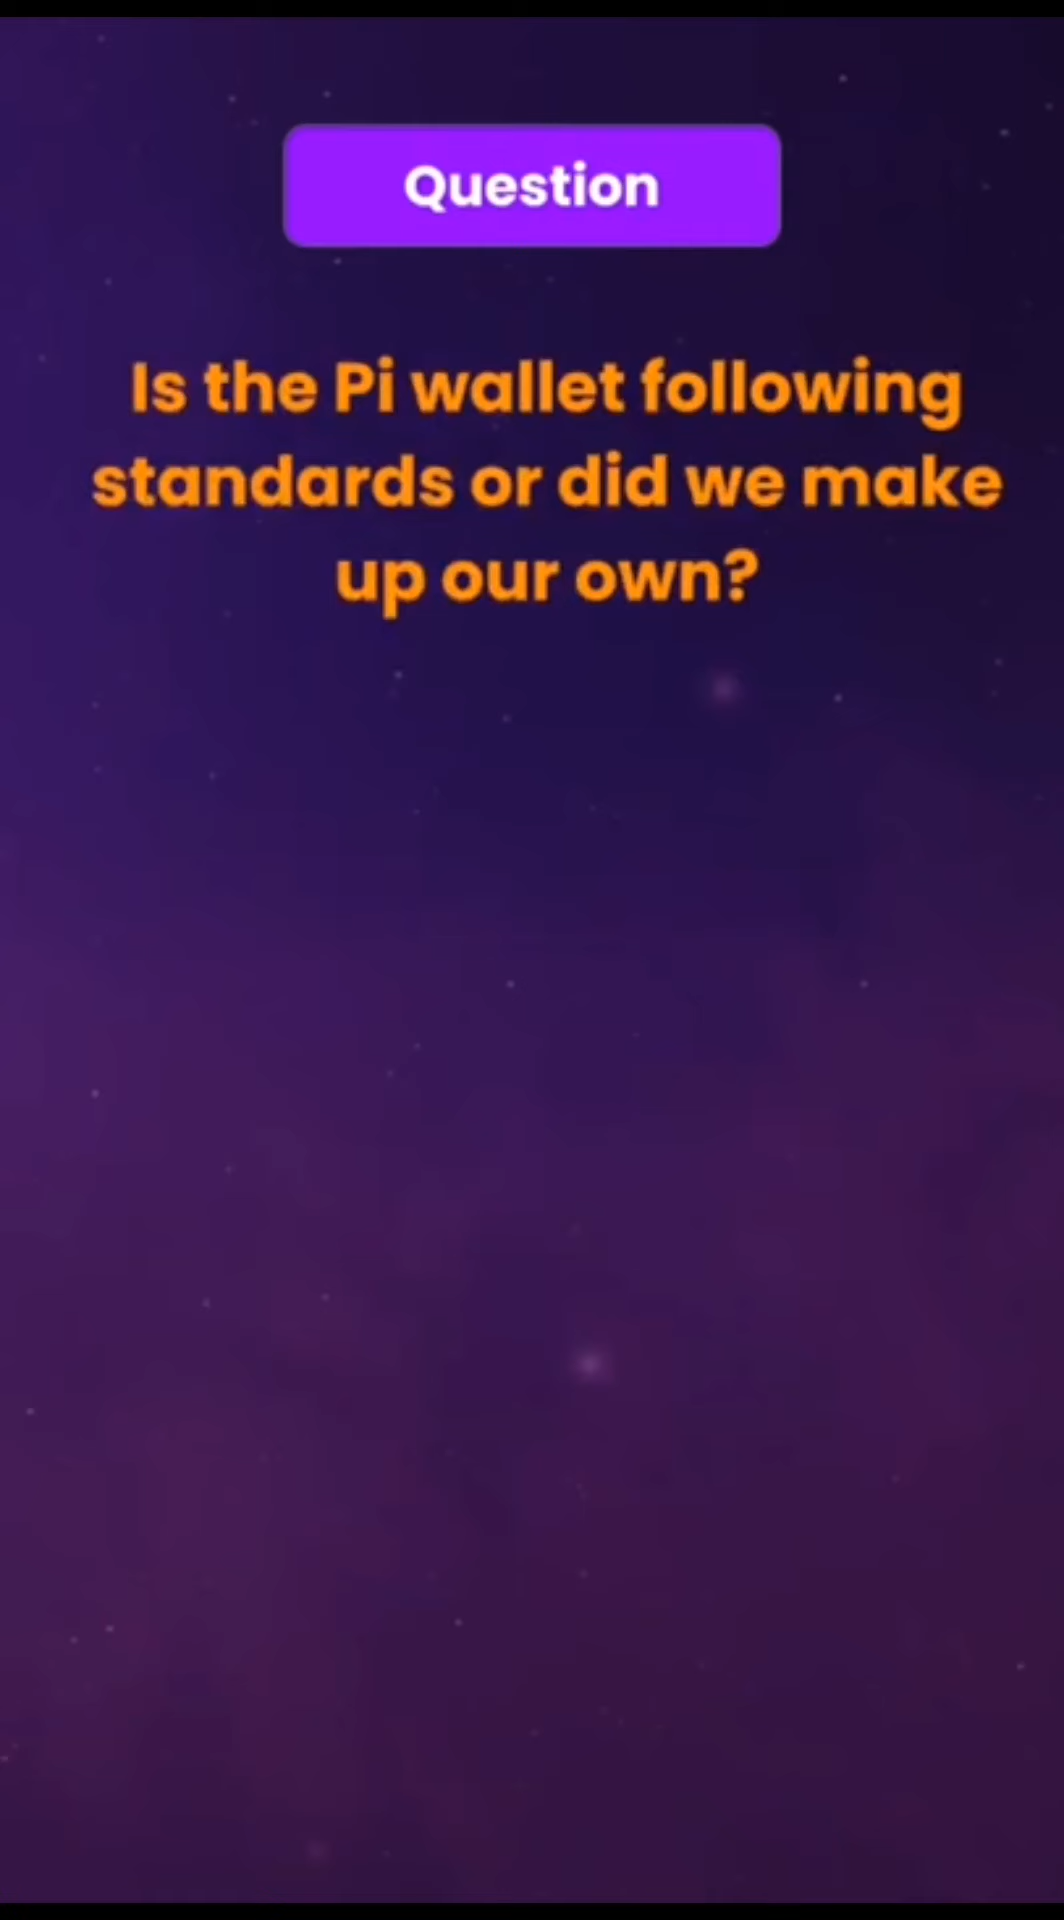 Question
Is the Pi wallet following
standards or did we make
up our own?